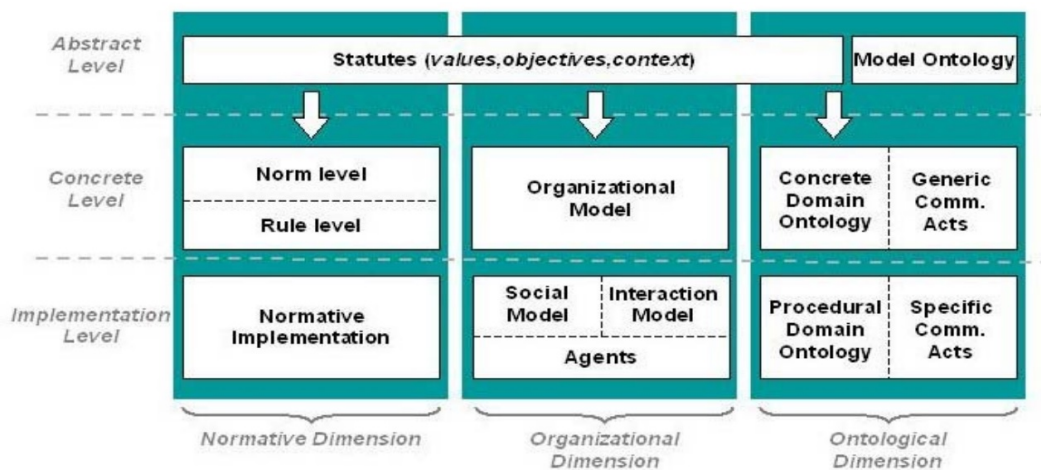 Abstract
Level
Statutes (values,objectives,context)
Model Ontology
Concrete
Level
Norm level
Rule level
Organizational
Model
Concrete
Domain
Ontology
Generic
Comm.
Acts
Implementation
Level
Normative
Implementation
Social
Model
Interaction
Model
Agents
Procedural
Domain
Ontology
Specific
Comm.
Acts
Normative Dimension
Organizational
Dimension
Ontological
Dimension